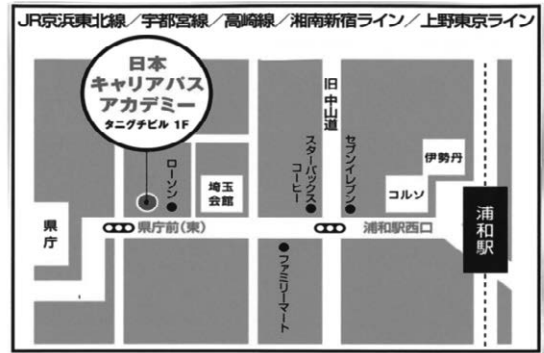 JR京浜東北線／宇都宮線／高崎線／湘南新宿ライン／上野東京ライン
日本
キャリアパス
アカデミー
タニグチビル 1F
旧中山道
スターバックス
コーヒー
セブンイレブン
伊勢丹
コルソ
ローソン
埼玉
会館
県庁
県庁前(東)
浦和駅西口
浦和駅
ファミリーマート